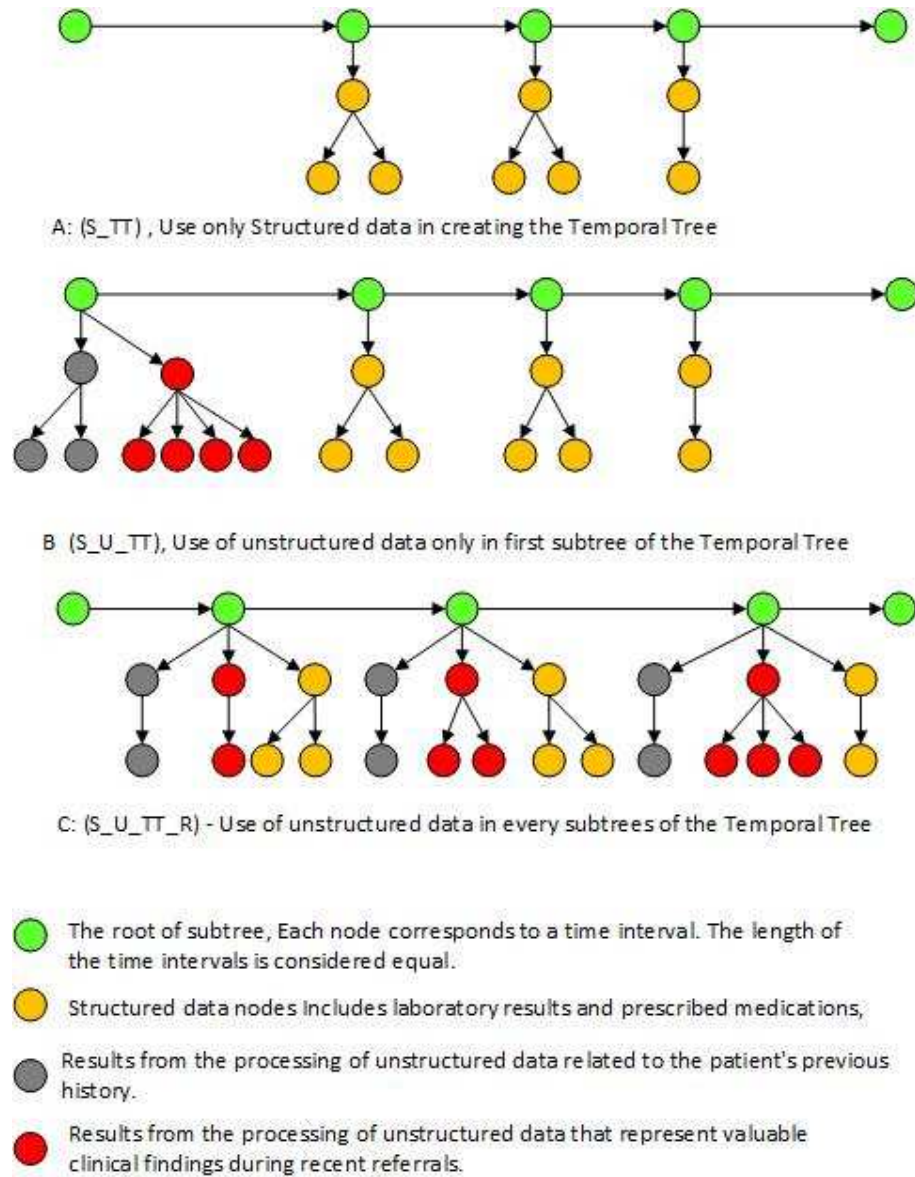 A: (S_TT) , Use only Structured data in creating the Temporal Tree
B (S_U_TT), Use of unstructured data only in first subtree of the Temporal Tree
C: (S_U_TT_R) - Use of unstructured data in every subtrees of the Temporal Tree
The root of subtree, Each node corresponds to a time interval. The length of
the time intervals is considered equal.
Structured data nodes Includes laboratory results and prescribed medications,
Results from the processing of unstructured data related to the patient's previous
history.
Results from the processing of unstructured data that represent valuable
clinical findings during recent referrals.